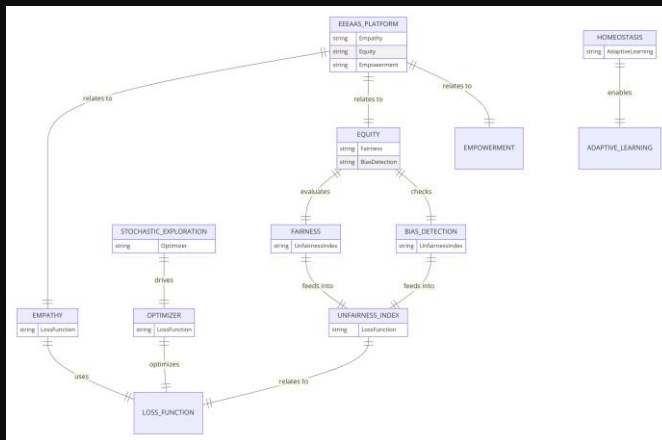 EEEAAS_PLATFORM
string Empathy
string Equity
string Empowerment
HOMEOSTASIS
string AdaptiveLearning
relates to
relates to
relates to
enables
EQUITY
string Fairness
string BiasDetection
EMPOWERMENT
ADAPTIVE_LEARNING
evaluates
checks
STOCHASTIC_EXPLORATION
string Optimizer
FAIRNESS
string UnfairnessIndex
BIAS_DETECTION
string UnfairnessIndex
drives
feeds into
feeds into
EMPATHY
string LossFunction
OPTIMIZER
string LossFunction
UNFAIRNESS_INDEX
string LossFunction
uses
optimizes
relates to
LOSS_FUNCTION